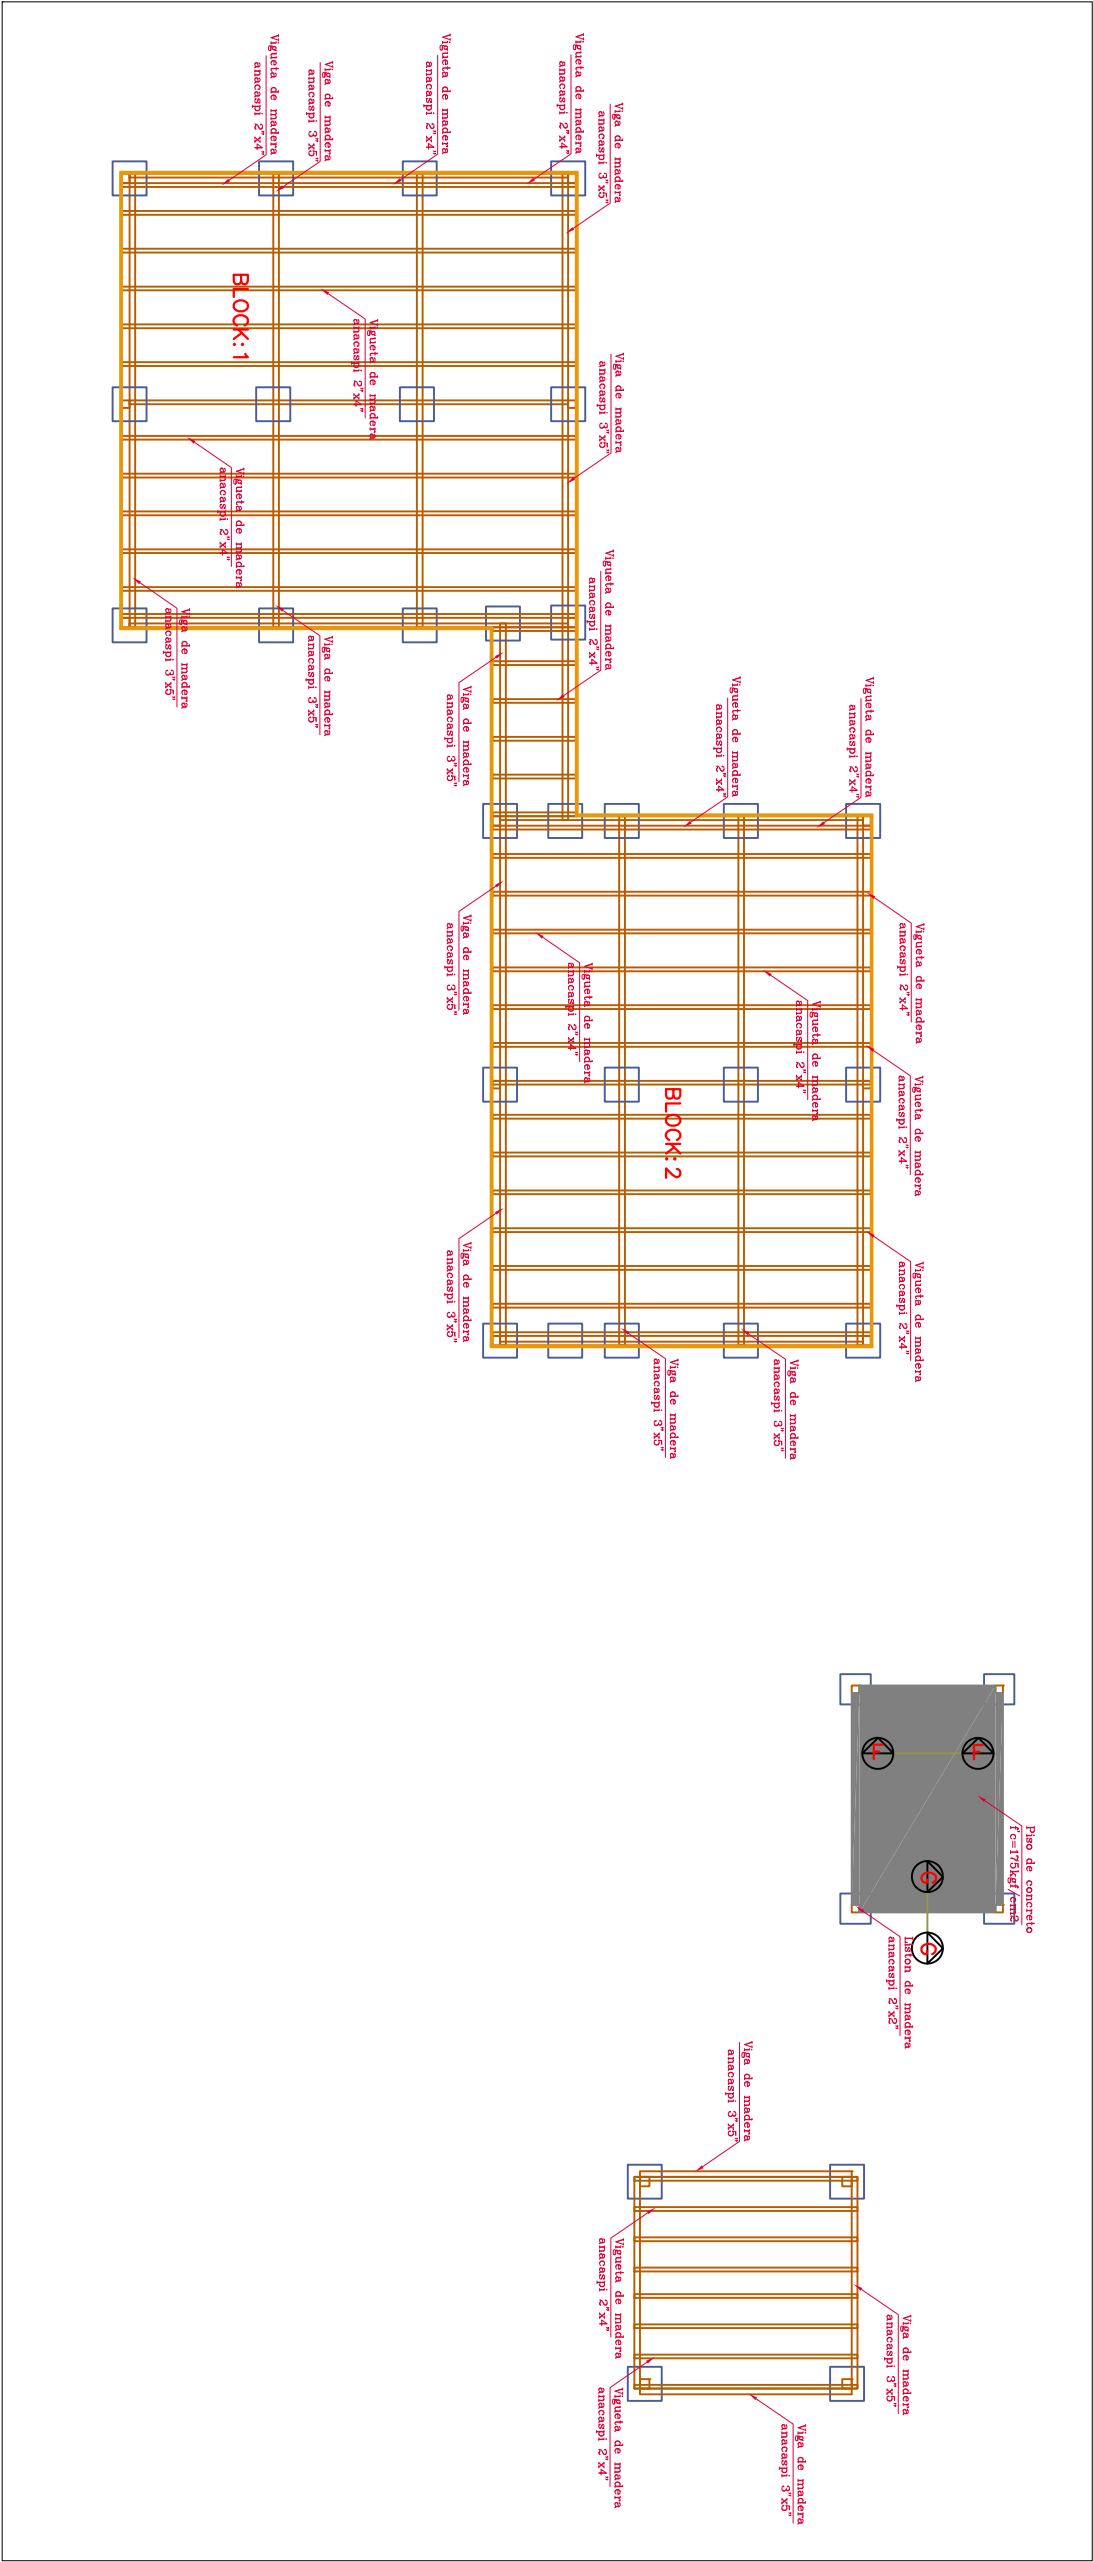 Vigueta de madera
anacaspi 2"x4"
Viga de madera
anacaspi 3"x5"
Vigueta de madera
anacaspi 2"x4"
Vigueta de madera
anacaspi 2"x4"
Viga de madera
anacaspi 3"x5"
BLOCK: 1
Vigueta de madera
anacaspi 2"x4"
Viga de madera
anacaspi 3"x5"
Vigueta de madera
anacaspi 2"x4"
Vigueta de madera
anacaspi 2"x4"
Viga de madera
anacaspi 3"x5"
Viga de madera
anacaspi 3"x5"
Viga de madera
anacaspi 3"x5"
Vigueta de madera
anacaspi 2"x4"
Vigueta de madera
anacaspi 2"x4"
Vigueta de madera
anacaspi 2"x4"
Viga de madera
anacaspi 3"x5"
Vigueta de madera
anacaspi 2"x4"
Vigueta de madera
anacaspi 2"x4"
Vigueta de madera
anacaspi 2"x4"
BLOCK: 2
Vigueta de madera
anacaspi 2"x4"
Viga de madera
anacaspi 3"x5"
Viga de madera
anacaspi 3"x5"
Viga de madera
anacaspi 3"x5"
F
F
Piso de concreto
f'c=175kgf/cm2
G
G
Liston de madera
anacaspi 2"x2"
Viga de madera
anacaspi 3"x5"
Vigueta de madera
anacaspi 2"x4"
Viga de madera
anacaspi 3"x5"
Vigueta de madera
anacaspi 2"x4"
Viga de madera
anacaspi 3"x5"